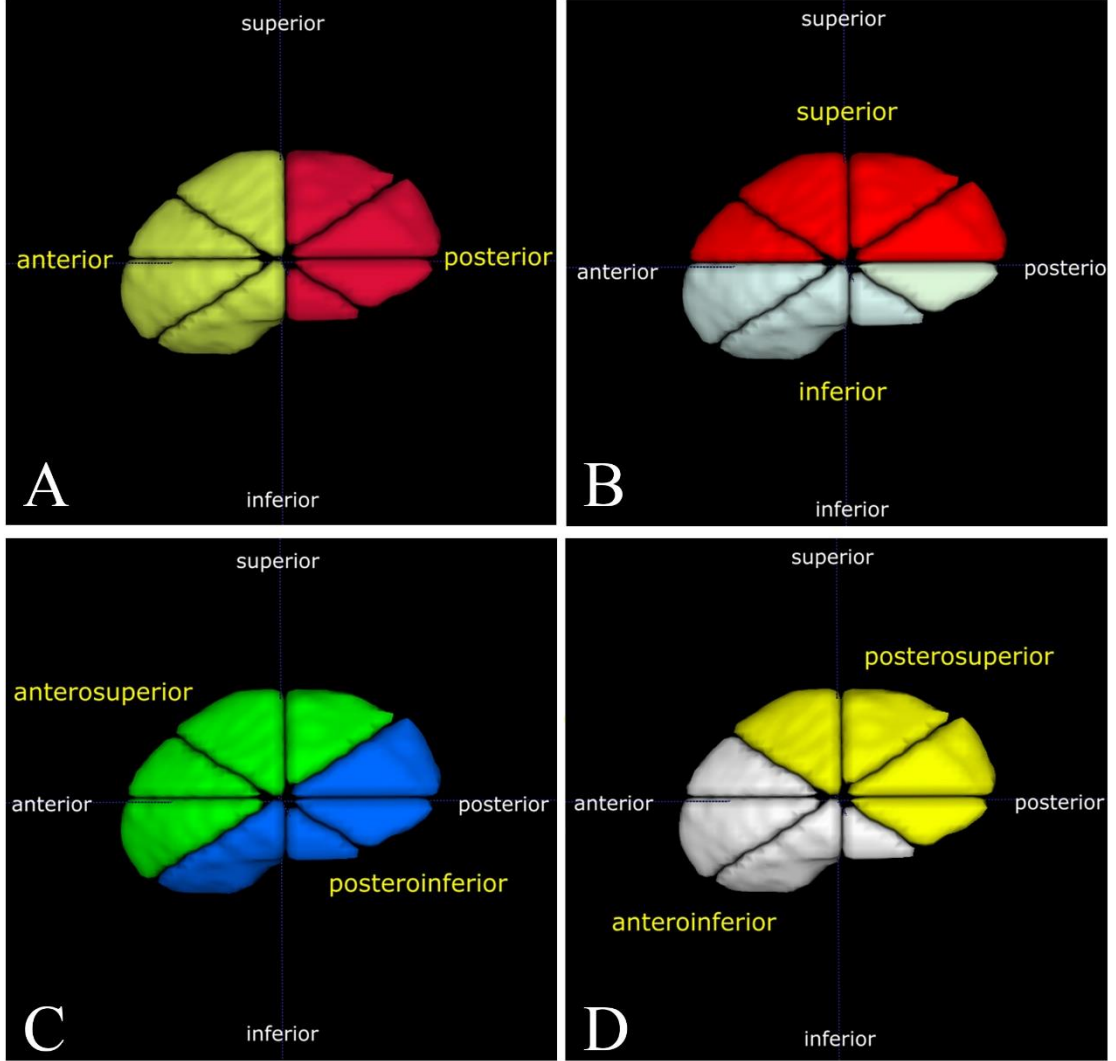 superior
anterior
posterior
inferior
A
superior
superior
anterior
posterio
inferior
inferior
B
superior
anterosuperior
anterior
posterior
posteroinferior
inferior
C
superior
posterosuperior
anterior
posterior
anteroinferior
inferior
D